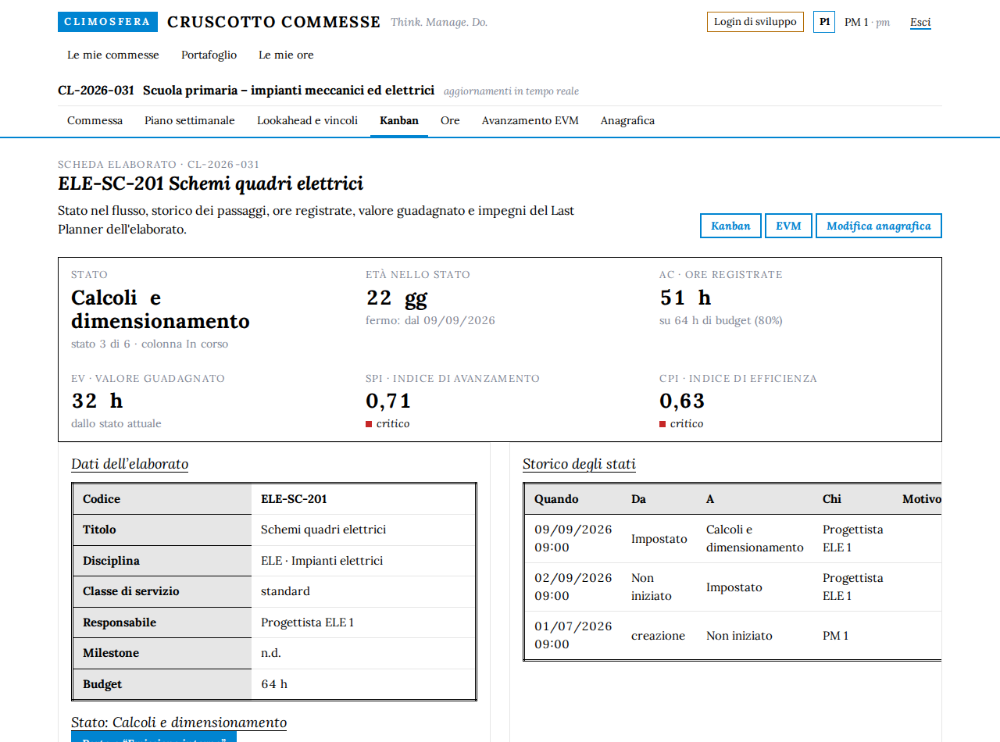 CLIMOSFERA CRUSCOTTO COMMESSE Think. Manage. Do. Login di sviluppo P1 PM 1 · pm Esci
Le mie commesse Portafoglio Le mie ore
CL-2026-031 Scuola primaria – impianti meccanici ed elettrici aggiornamenti in tempo reale
Commessa Piano settimanale Lookahead e vincoli Kanban Ore Avanzamento EVM Anagrafica
SCHEDA ELABORATO · CL-2026-031
ELE-SC-201 Schemi quadri elettrici
Stato nel flusso, storico dei passaggi, ore registrate, valore guadagnato e impegni del Last
Planner dell'elaborato.
Kanban EVM Modifica anagrafica
STATO
Calcoli e
dimensionamento
stato 3 di 6 · colonna In corso
ETÀ NELLO STATO
22 gg
fermo: dal 09/09/2026
AC · ORE REGISTRATE
51 h
su 64 h di budget (80%)
EV · VALORE GUADAGNATO
32 h
dallo stato attuale
SPI · INDICE DI AVANZAMENTO
0,71
critico
CPI · INDICE DI EFFICIENZA
0,63
critico
Dati dell’elaborato
Codice ELE-SC-201
Titolo Schemi quadri elettrici
Disciplina ELE · Impianti elettrici
Classe di servizio standard
Responsabile Progettista ELE 1
Milestone n.d.
Budget 64 h
Stato: Calcoli e dimensionamento
Storico degli stati
Quando Da A Chi Motivo
09/09/2026 09:00 Impostato Calcoli e dimensionamento Progettista ELE 1
02/09/2026 09:00 Non iniziato Impostato Progettista ELE 1
01/07/2026 09:00 creazione Non iniziato PM 1